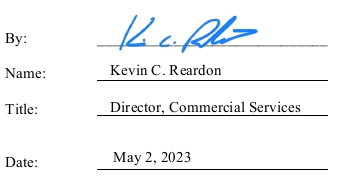 By: K. C. R
Name: Kevin C. Reardon
Title: Director, Commercial Services
Date: May 2, 2023